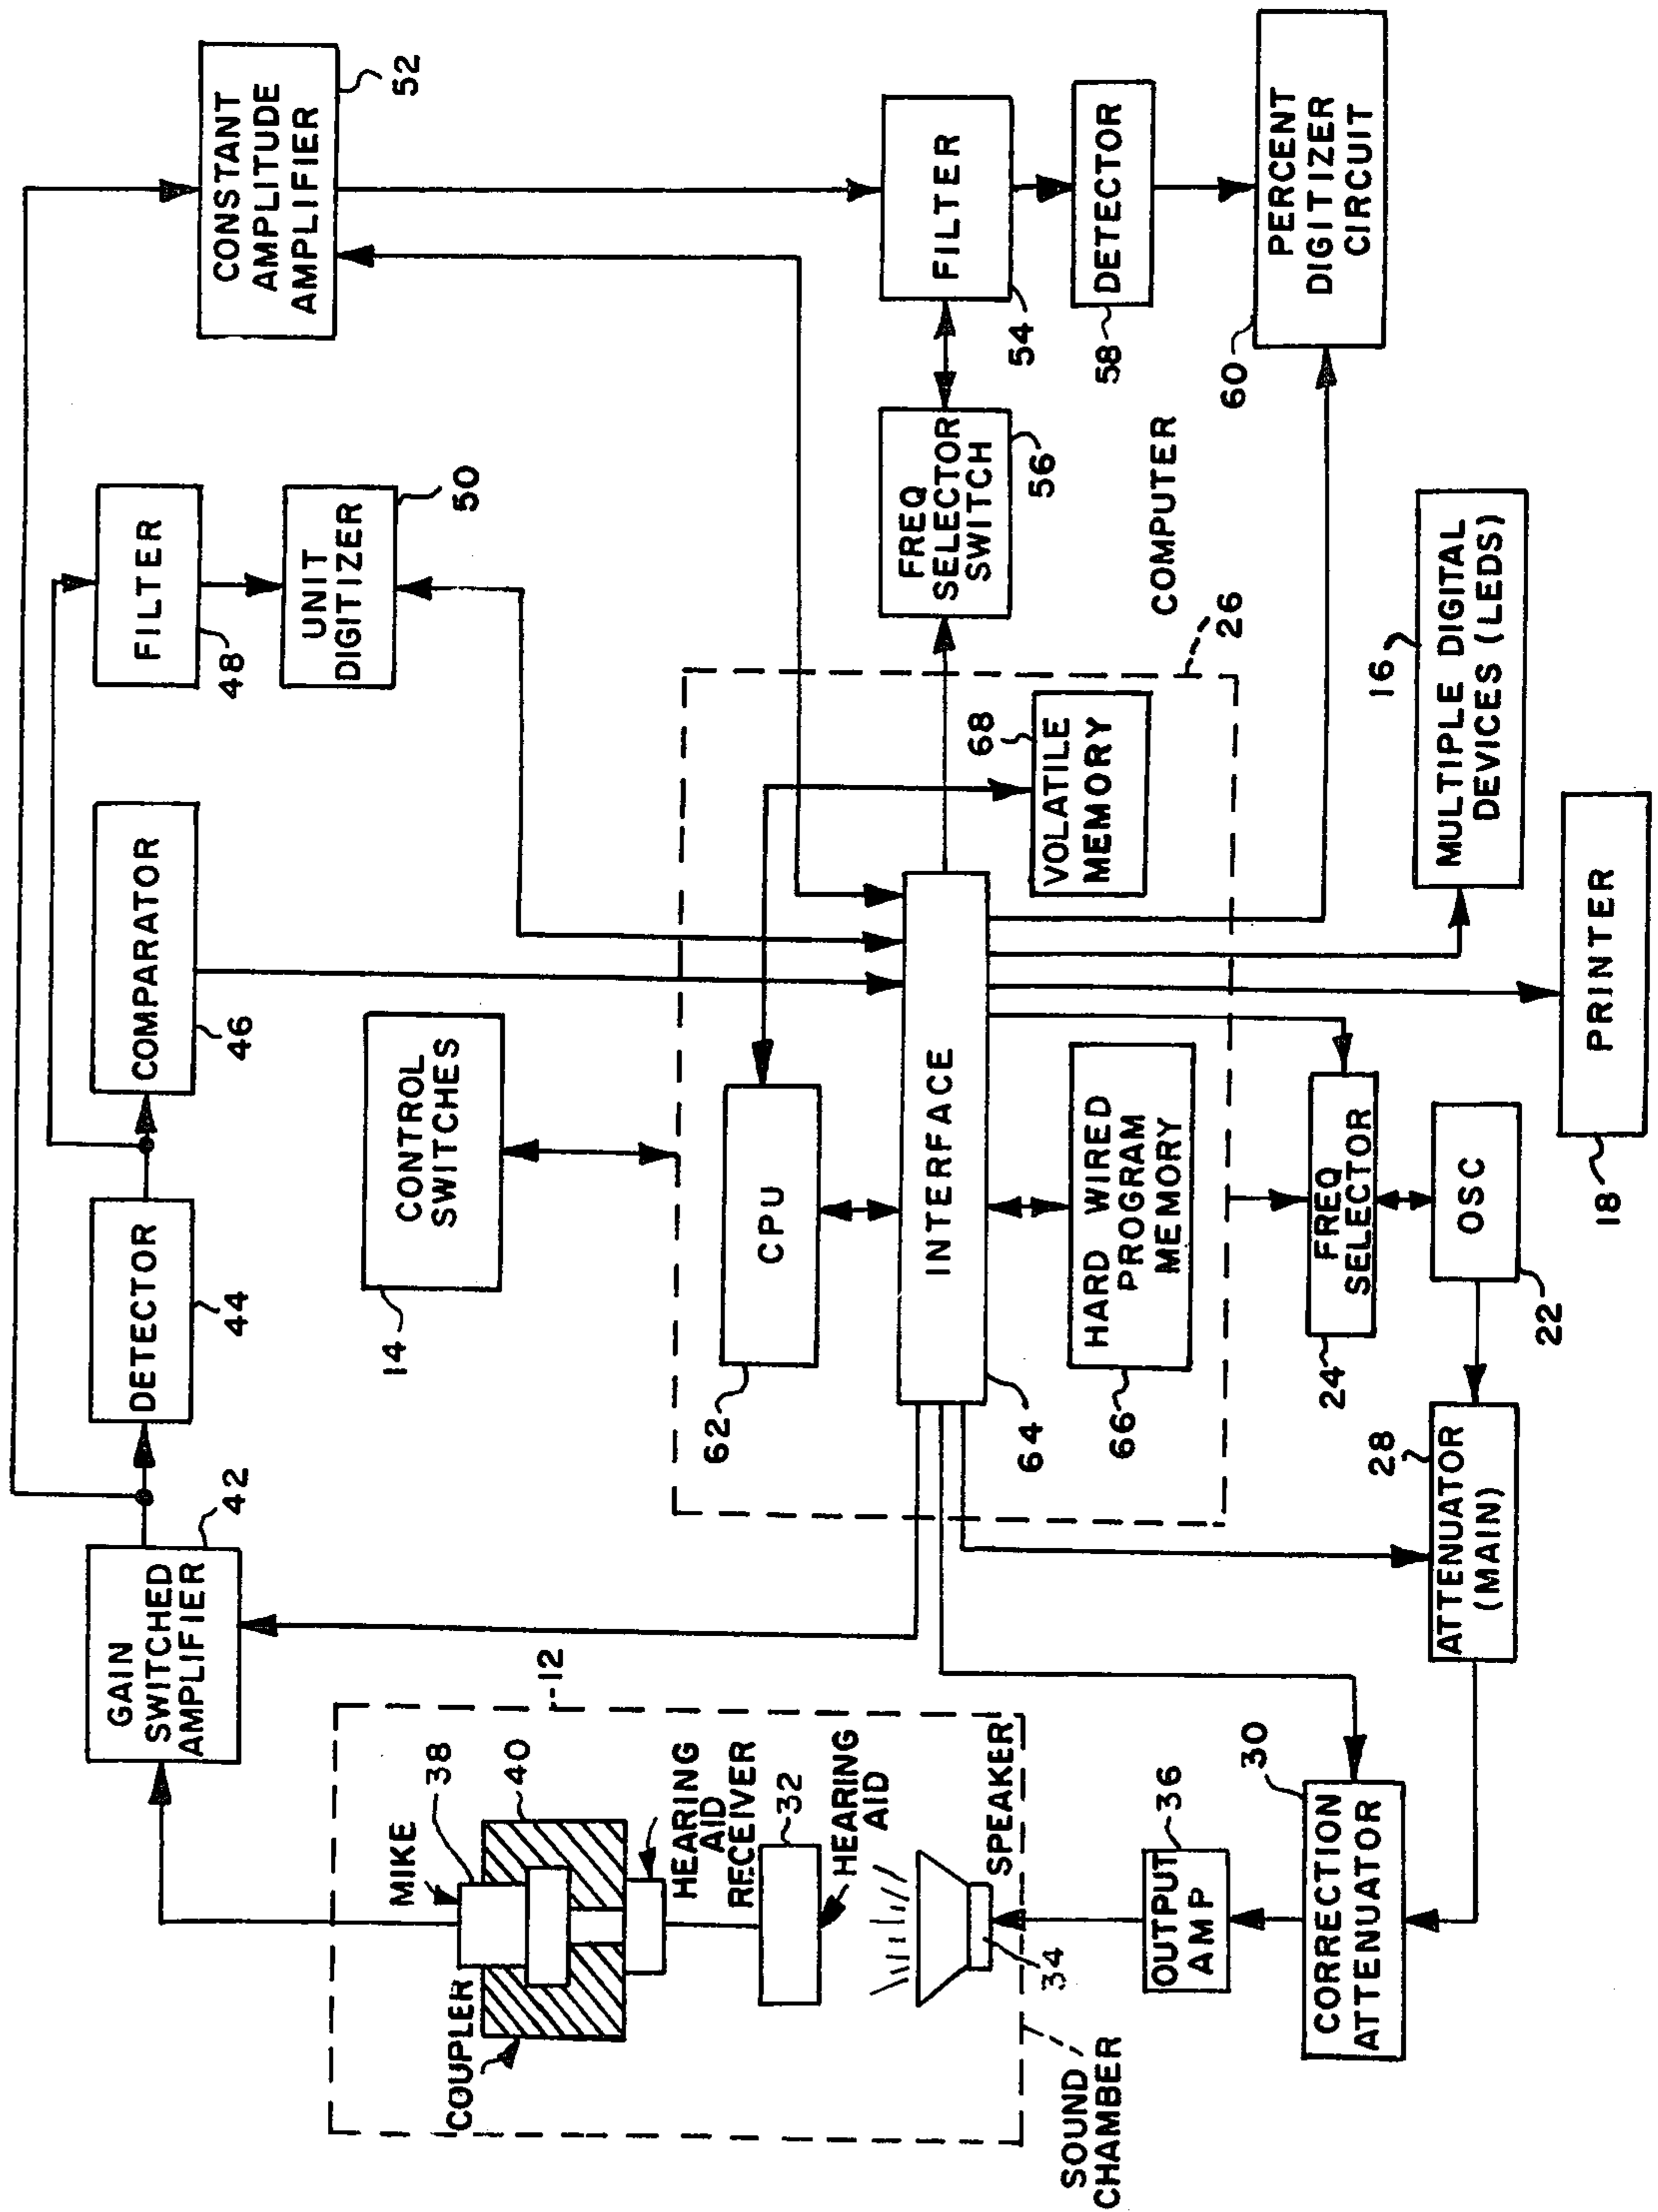 GAIN
SWITCHED
AMPLIFIER
42
DETECTOR
44
COMPARATOR
46
FILTER
48
UNIT
DIGITIZER
50
CONSTANT
AMPLITUDE
AMPLIFIER
52
CONTROL
SWITCHES
14
12
MIKE
38
40
COUPLER
HEARING
AID
RECEIVER
32
HEARING
AID
SPEAKER
34
SOUND
CHAMBER
CPU
62
INTERFACE
64
HARD WIRED
PROGRAM
MEMORY
66
VOLATILE
MEMORY
68
26
COMPUTER
FREQ
SELECTOR
SWITCH
56
FILTER
54
DETECTOR
58
PERCENT
DIGITIZER
CIRCUIT
60
OUTPUT
AMP
36
CORRECTION
ATTENUATOR
30
ATTENUATOR
(MAIN)
28
FREQ
SELECTOR
24
OSC
22
MULTIPLE DIGITAL
DEVICES (LEDS)
16
PRINTER
18